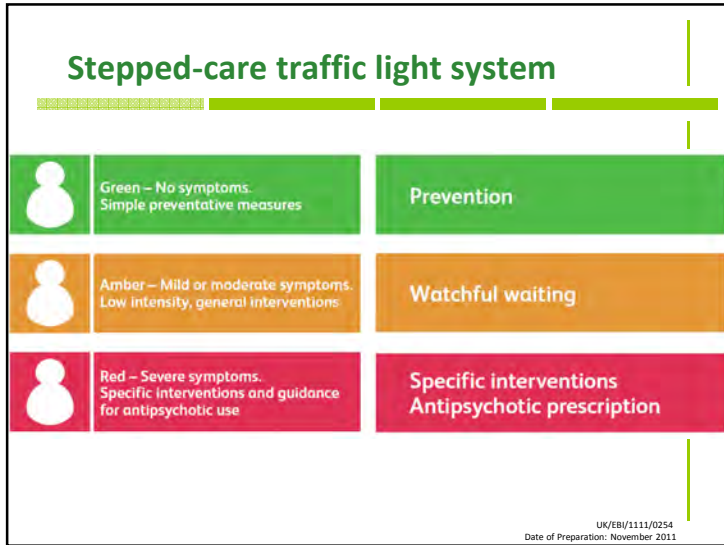 Stepped-care traffic light system
Green – No symptoms.
Simple preventative measures
Prevention
Amber – Mild or moderate symptoms.
Low intensity, general interventions
Watchful waiting
Red – Severe symptoms.
Specific interventions and guidance
for antipsychotic use
Specific interventions
Antipsychotic prescription
UK/EBI/1111/0254
Date of Preparation: November 2011